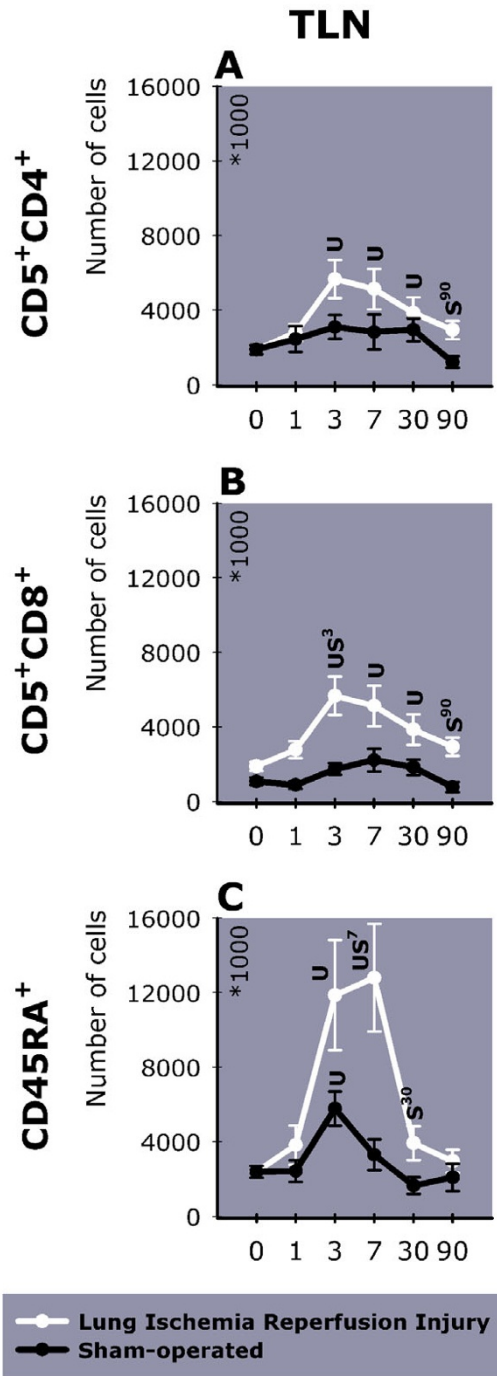 TLN
A
CD5⁺CD4⁺
Number of cells
*1000
16000
12000
8000
4000
0
U
U
U
S⁹⁰
0 1 3 7 30 90
B
CD5⁺CD8⁺
Number of cells
*1000
16000
12000
8000
4000
0
US³
U
U
S⁹⁰
0 1 3 7 30 90
C
CD45RA⁺
Number of cells
*1000
16000
12000
8000
4000
0
U
US⁷
U
S³⁰
0 1 3 7 30 90
Lung Ischemia Reperfusion Injury
Sham-operated